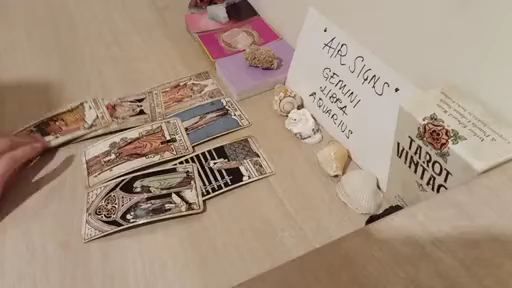 "AIR SIGNS"
GEMINI
LIBRA
AQUARIUS
TAROT
VINTAG